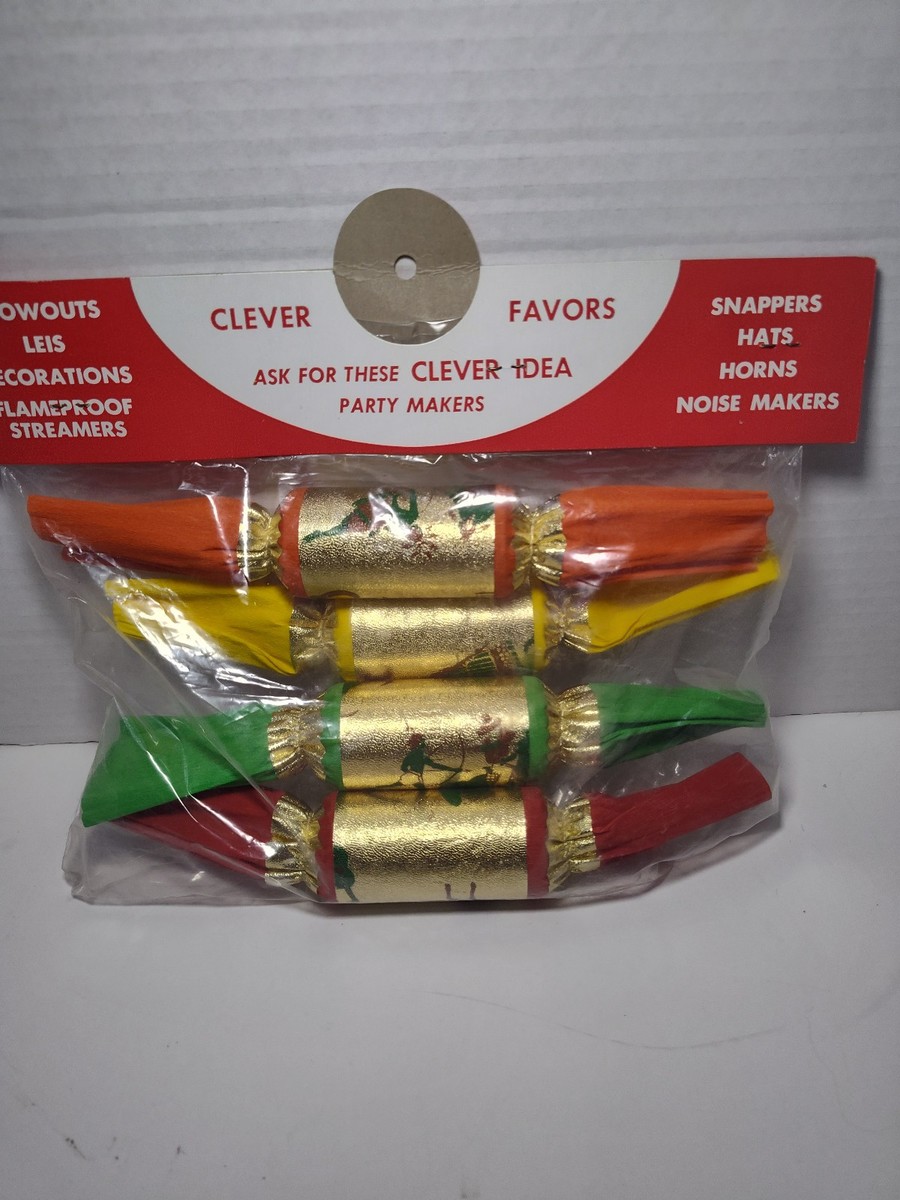 OWOUTS
LEIS
ECORATIONS
FLAMEPROOF
STREAMERS
CLEVER FAVORS
ASK FOR THESE CLEVER IDEA
PARTY MAKERS
SNAPPERS
HATS
HORNS
NOISE MAKERS